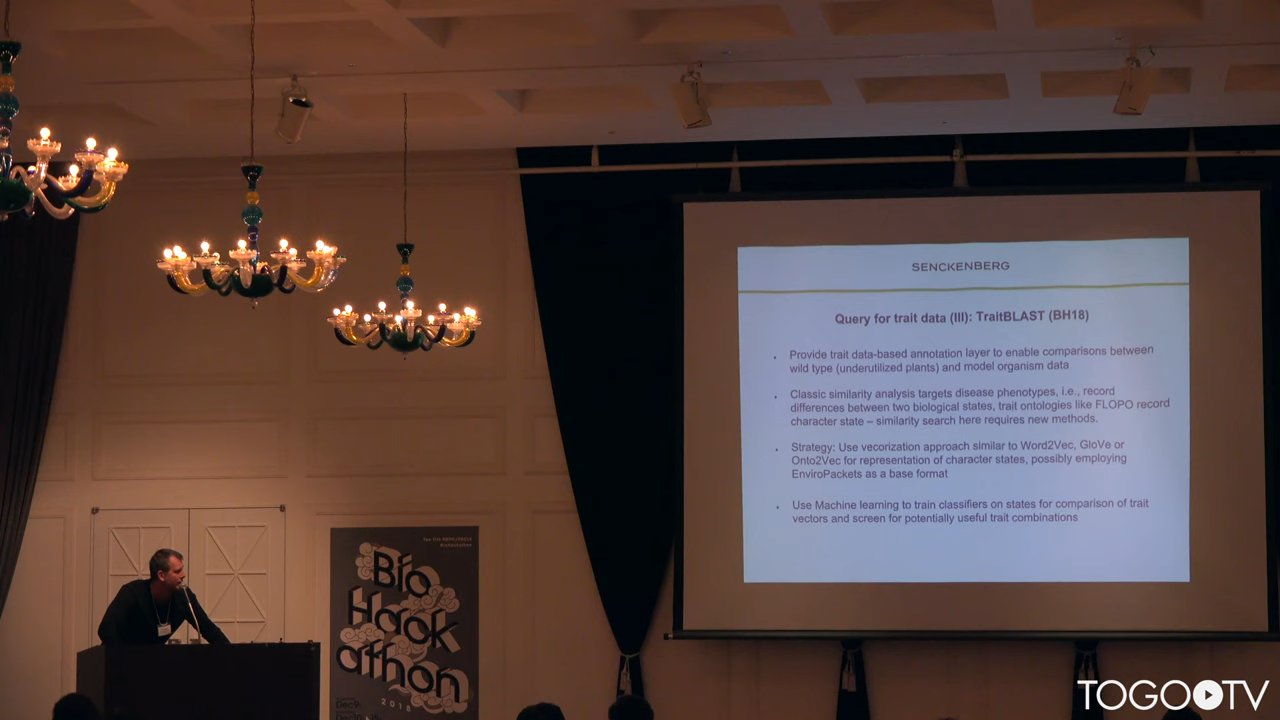 SENCKENBERG
Query for trait data (III): TraitBLAST (BH18)
Provide trait data-based annotation layer to enable comparisons between
wild type (underutilized plants) and model organism data
Classic similarity analysis targets disease phenotypes, i.e., record
differences between two biological states, trait ontologies like FLOPO record
character state – similarity search here requires new methods.
Strategy: Use vecorization approach similar to Word2Vec, GloVe or
Onto2Vec for representation of character states, possibly employing
EnviroPackets as a base format
Use Machine learning to train classifiers on states for comparison of trait
vectors and screen for potentially useful trait combinations
Bio
Hack
athon
2018
TOGOTV